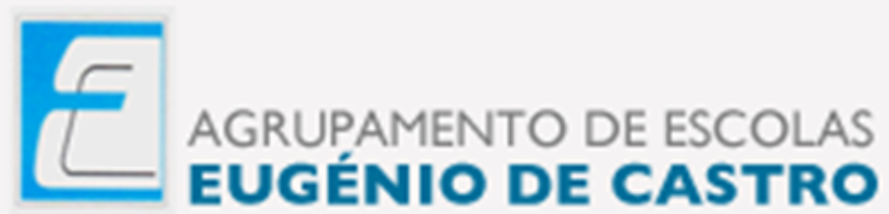 AGRUPAMENTO DE ESCOLAS
EUGÉNIO DE CASTRO